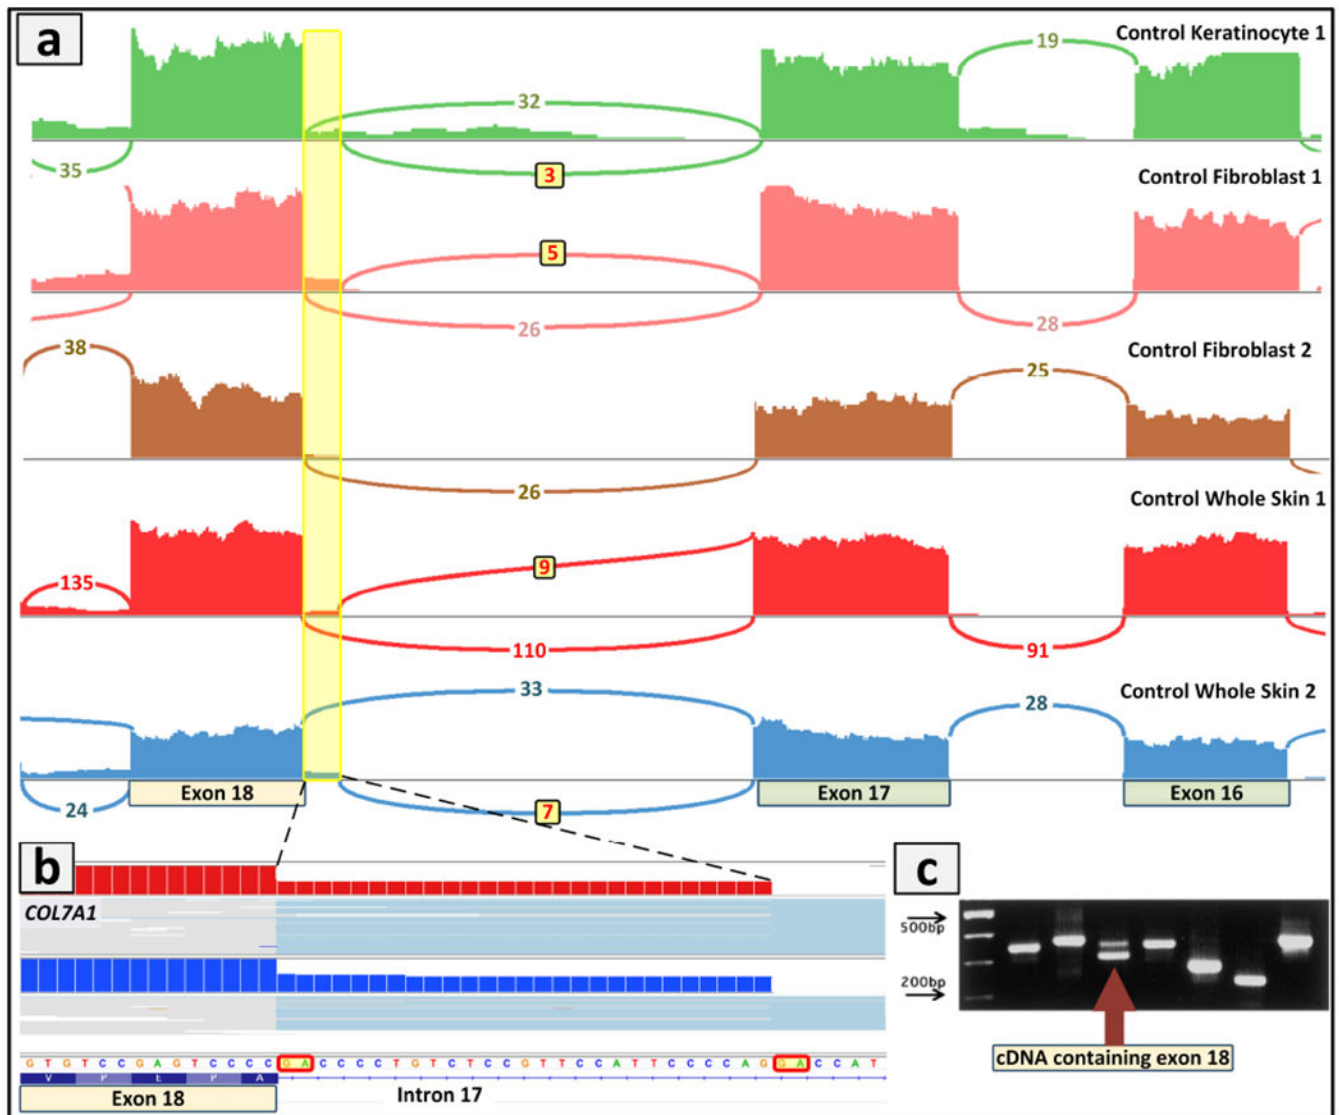 a
Control Keratinocyte 1
19
32
35
3
Control Fibroblast 1
5
26
28
Control Fibroblast 2
38
25
26
Control Whole Skin 1
135
9
110
91
Control Whole Skin 2
33
28
24
7
Exon 18
Exon 17
Exon 16
b
COL7A1
G T G T C C G A G T C C C C G A C C C C T G T C T C C G T T C C A T T C C C C A G G A C C A T
V P E P A
Exon 18
Intron 17
c
500bp
200bp
cDNA containing exon 18